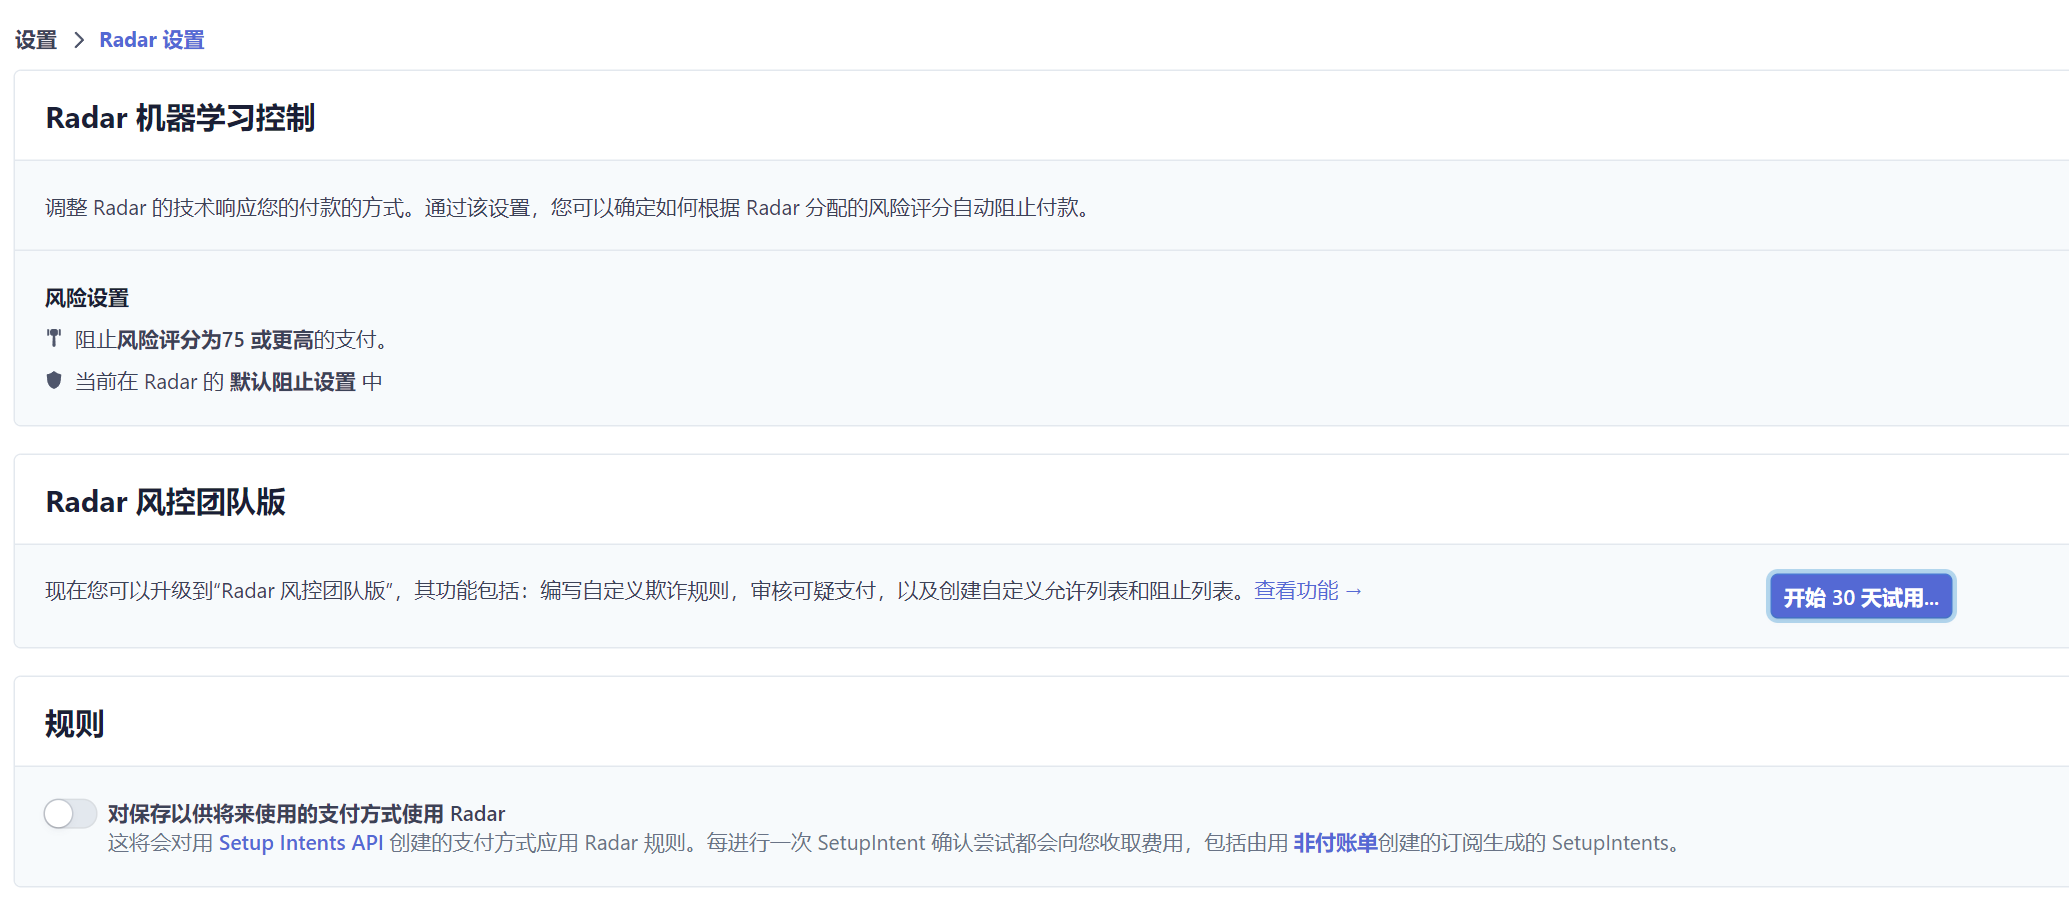 设置 > Radar 设置
Radar 机器学习控制
调整 Radar 的技术响应您的付款的方式。通过该设置，您可以确定如何根据 Radar 分配的风险评分自动阻止付款。
风险设置
阻止风险评分为75 或更高的支付。
当前在 Radar 的 默认阻止设置 中
Radar 风控团队版
现在您可以升级到“Radar 风控团队版”，其功能包括：编写自定义欺诈规则，审核可疑支付，以及创建自定义允许列表和阻止列表。查看功能 →
开始 30 天试用...
规则
对保存以供将来使用的支付方式使用 Radar
这将会对用 Setup Intents API 创建的支付方式应用 Radar 规则。每进行一次 SetupIntent 确认尝试都会向您收取费用，包括由用 非付账单创建的订阅生成的 SetupIntents。